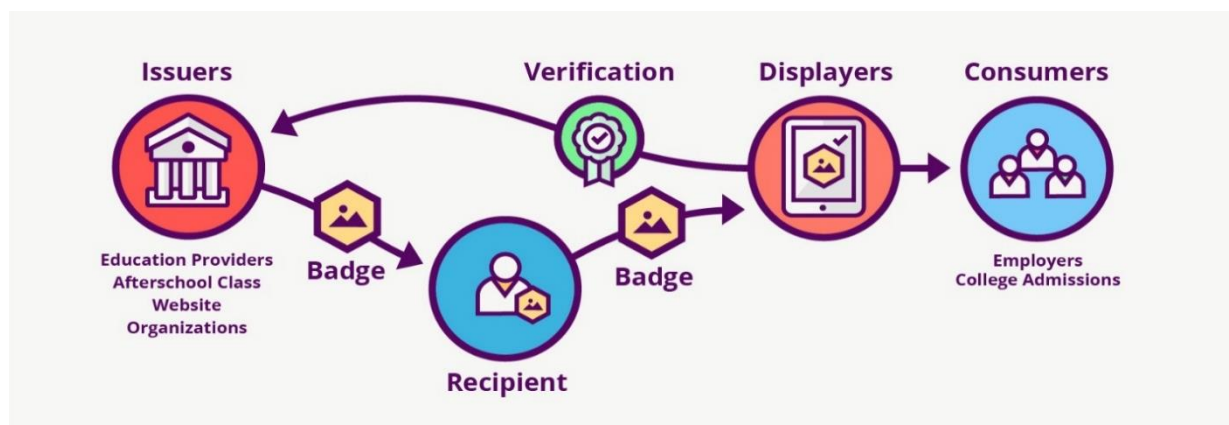 Issuers
Verification
Displayers
Consumers
Badge
Badge
Education Providers
Afterschool Class
Website
Organizations
Employers
College Admissions
Recipient